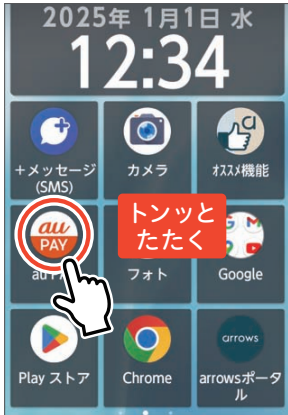 2025年 1月1日 水
12:34
+メッセージ
(SMS)
カメラ
オススメ機能
au
PAY
トンッと
たたく
au
フォト
Google
Play ストア
Chrome
arrows
arrowsポータ
ル